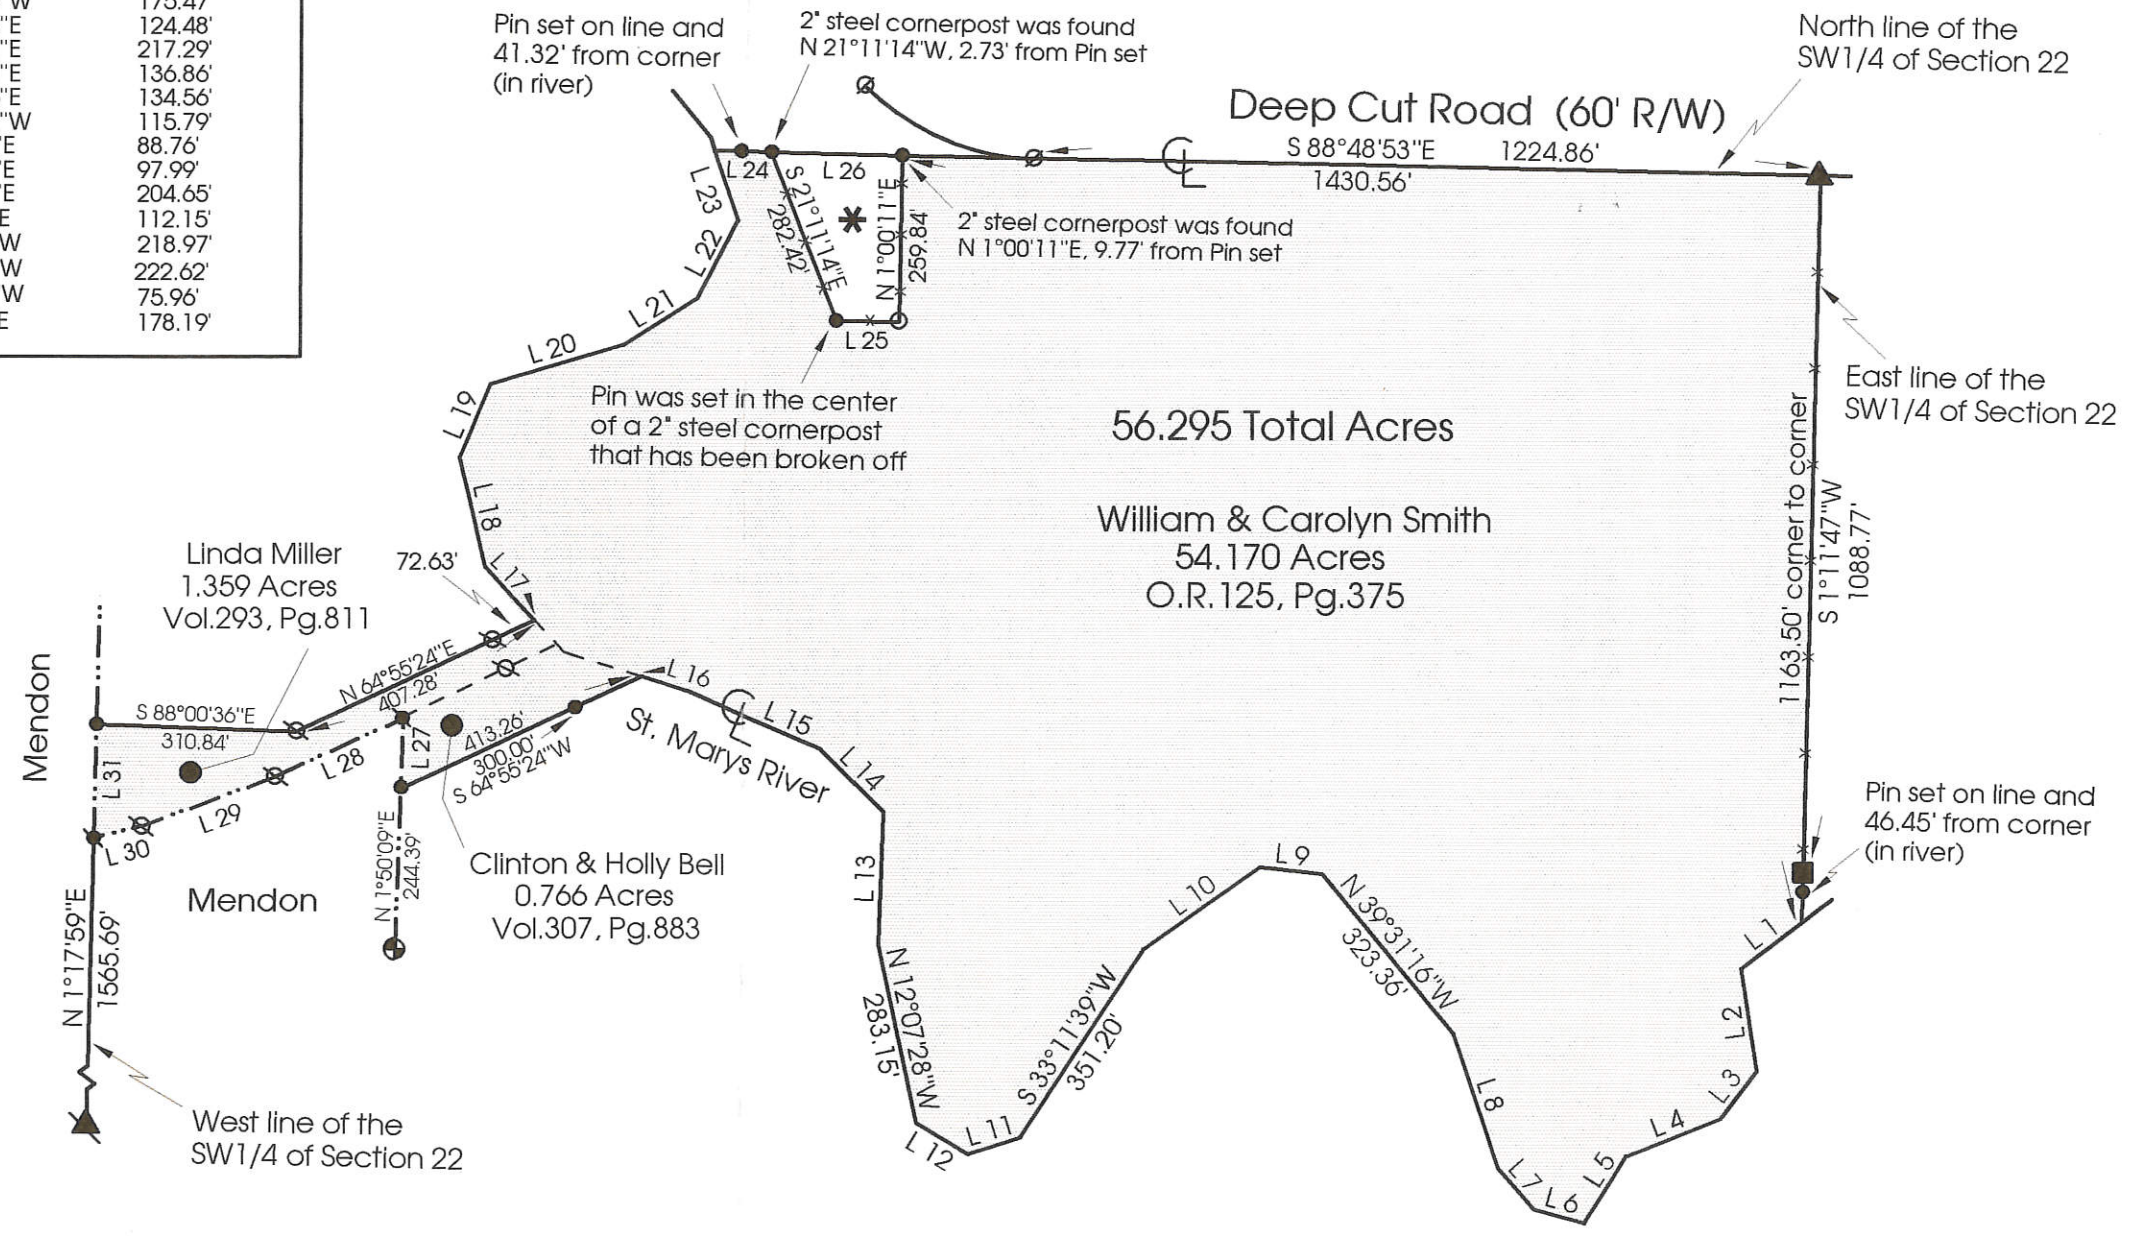 W 175.47'
"E 124.48'
"E 217.29'
"E 136.86'
"E 134.56'
"W 115.79'
'E 88.76'
'E 97.99'
'E 204.65'
E 112.15'
W 218.97'
W 222.62'
W 75.96'
E 178.19'
Pin set on line and
41.32' from corner
(in river)
2" steel cornerpost was found
N 21°11'14"W, 2.73' from Pin set
North line of the
SW1/4 of Section 22
Deep Cut Road (60' R/W)
S 88°48'53"E 1224.86'
1430.56'
CL
L 24
L 26
L 23
L 22
L 21
L 20
L 19
L 18
L 17
S 21°11'14"E
282.42'
*
N 1°00'11"E
259.84'
L 25
2" steel cornerpost was found
N 1°00'11"E, 9.77' from Pin set
Pin was set in the center
of a 2" steel cornerpost
that has been broken off
East line of the
SW1/4 of Section 22
56.295 Total Acres
William & Carolyn Smith
54.170 Acres
O.R.125, Pg.375
1163.50' corner to corner
S 1°11'47"W
1088.77'
Linda Miller
1.359 Acres
Vol.293, Pg.811
72.63'
Mendon
S 88°00'36"E
310.84'
N 64°55'24"E
407.28'
L 31
L 30
L 29
L 28
L 27
413.26'
300.00'
S 64°55'24"W
L 16
CL
L 15
L 14
St. Marys River
L 13
Mendon
N 1°50'09"E
244.39'
Clinton & Holly Bell
0.766 Acres
Vol.307, Pg.883
N 1°17'59"E
1565.69'
West line of the
SW1/4 of Section 22
N 12°07'28"W
283.15'
L 12
L 11
S 33°11'39"W
351.20'
L 10
L 9
N 39°31'16"W
323.36'
L 8
L 7
L 6
L 5
L 4
L 3
L 2
L 1
Pin set on line and
46.45' from corner
(in river)